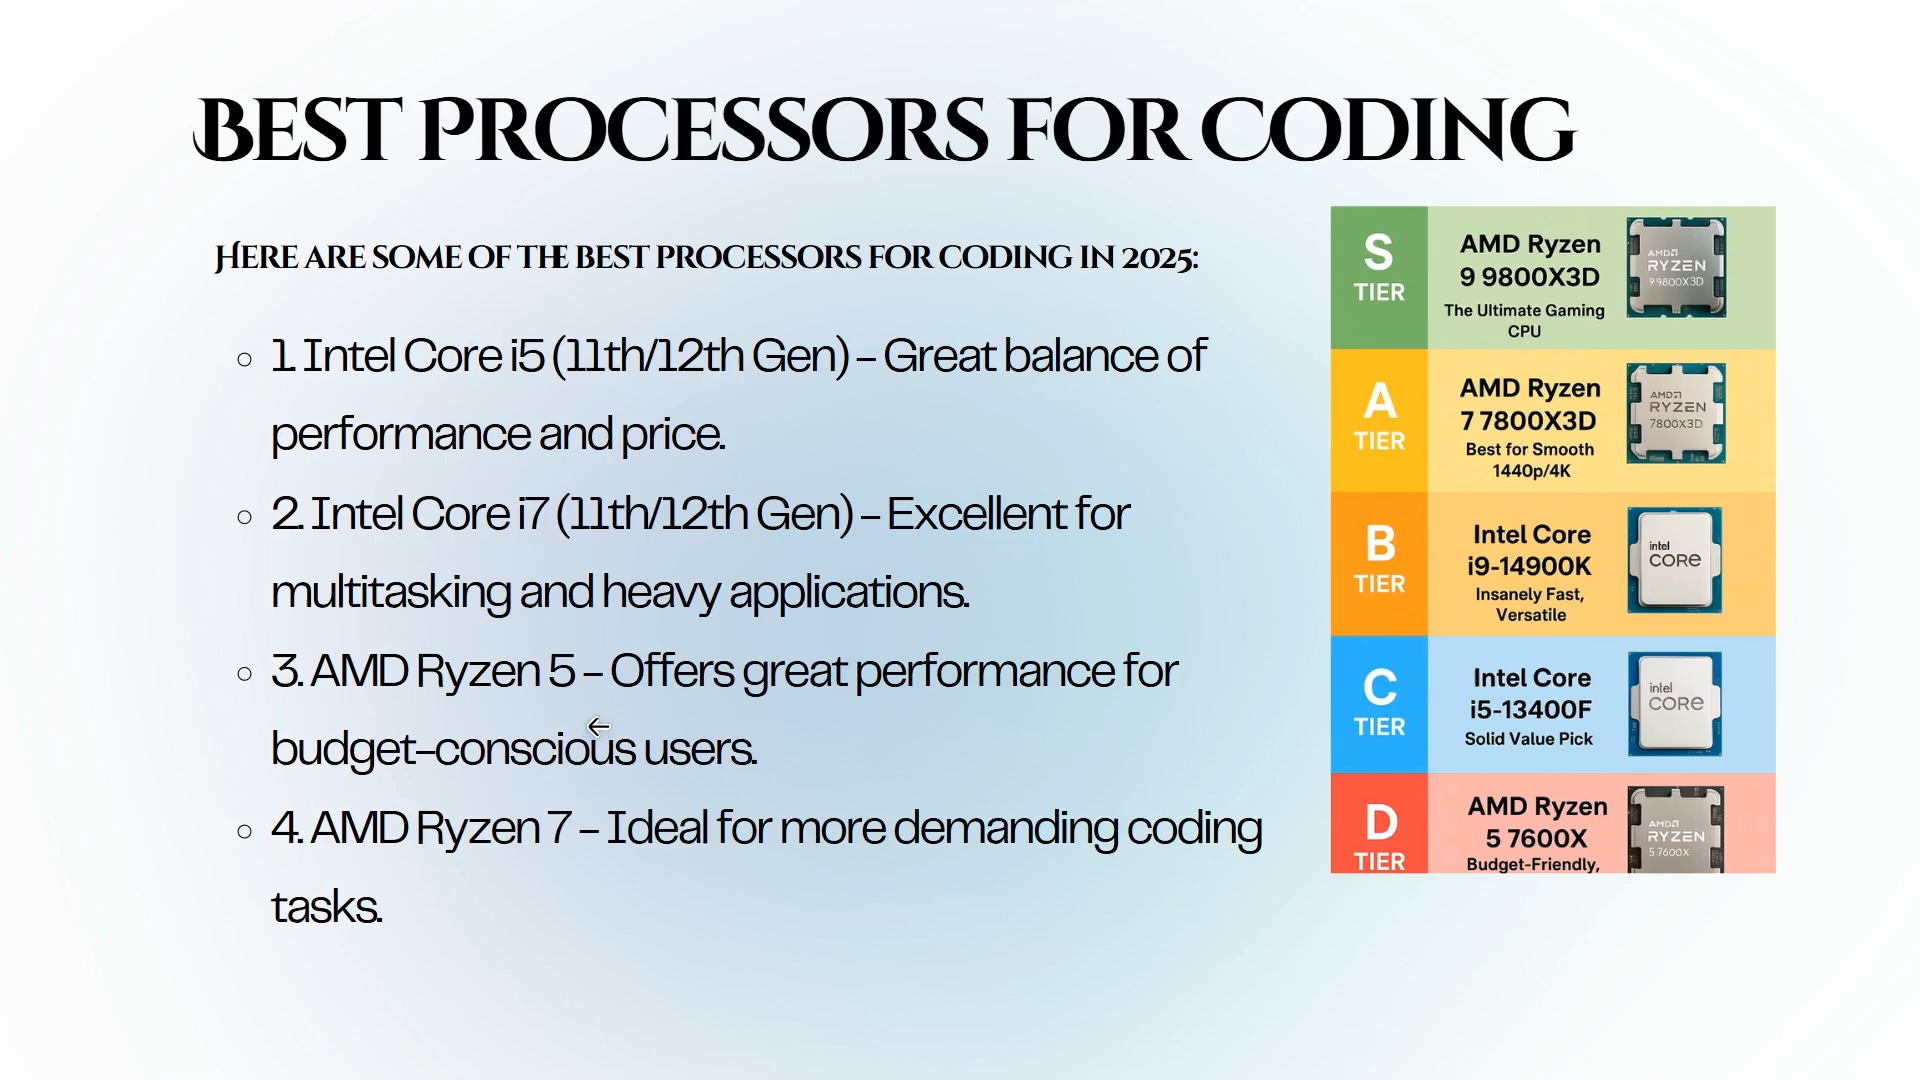 Best Processors for Coding
Here are some of the best processors for coding in 2025:
1. Intel Core i5 (11th/12th Gen) – Great balance of
performance and price.
2. Intel Core i7 (11th/12th Gen) – Excellent for
multitasking and heavy applications.
3. AMD Ryzen 5 – Offers great performance for
budget-conscious users.
4. AMD Ryzen 7 – Ideal for more demanding coding
tasks.
S
TIER
AMD Ryzen
9 9800X3D
The Ultimate Gaming
CPU
AMD
RYZEN
9 9800X3D
A
TIER
AMD Ryzen
7 7800X3D
Best for Smooth
1440p/4K
AMD
RYZEN
7800X3D
B
TIER
Intel Core
i9-14900K
Insanely Fast,
Versatile
intel
CORE
C
TIER
Intel Core
i5-13400F
Solid Value Pick
intel
CORE
D
TIER
AMD Ryzen
5 7600X
Budget-Friendly,
AMD
RYZEN
5 7600X